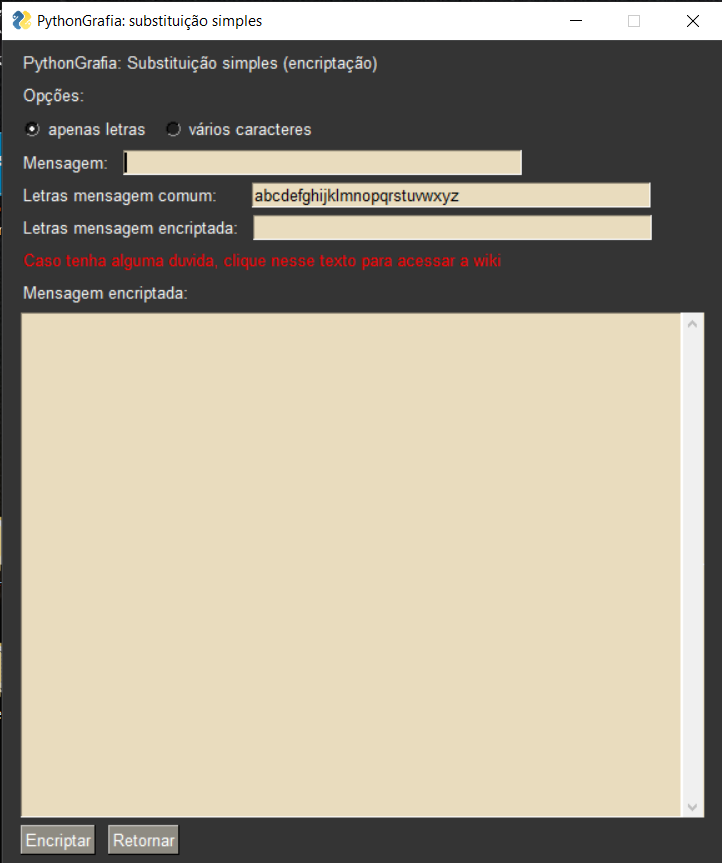 PythonGrafia: substituição simples
PythonGrafia: Substituição simples (encriptação)
Opções:
apenas letras vários caracteres
Mensagem:
Letras mensagem comum: abcdefghijklmnopqrstuvwxyz
Letras mensagem encriptada:
Caso tenha alguma duvida, clique nesse texto para acessar a wiki
Mensagem encriptada:
Encriptar Retornar